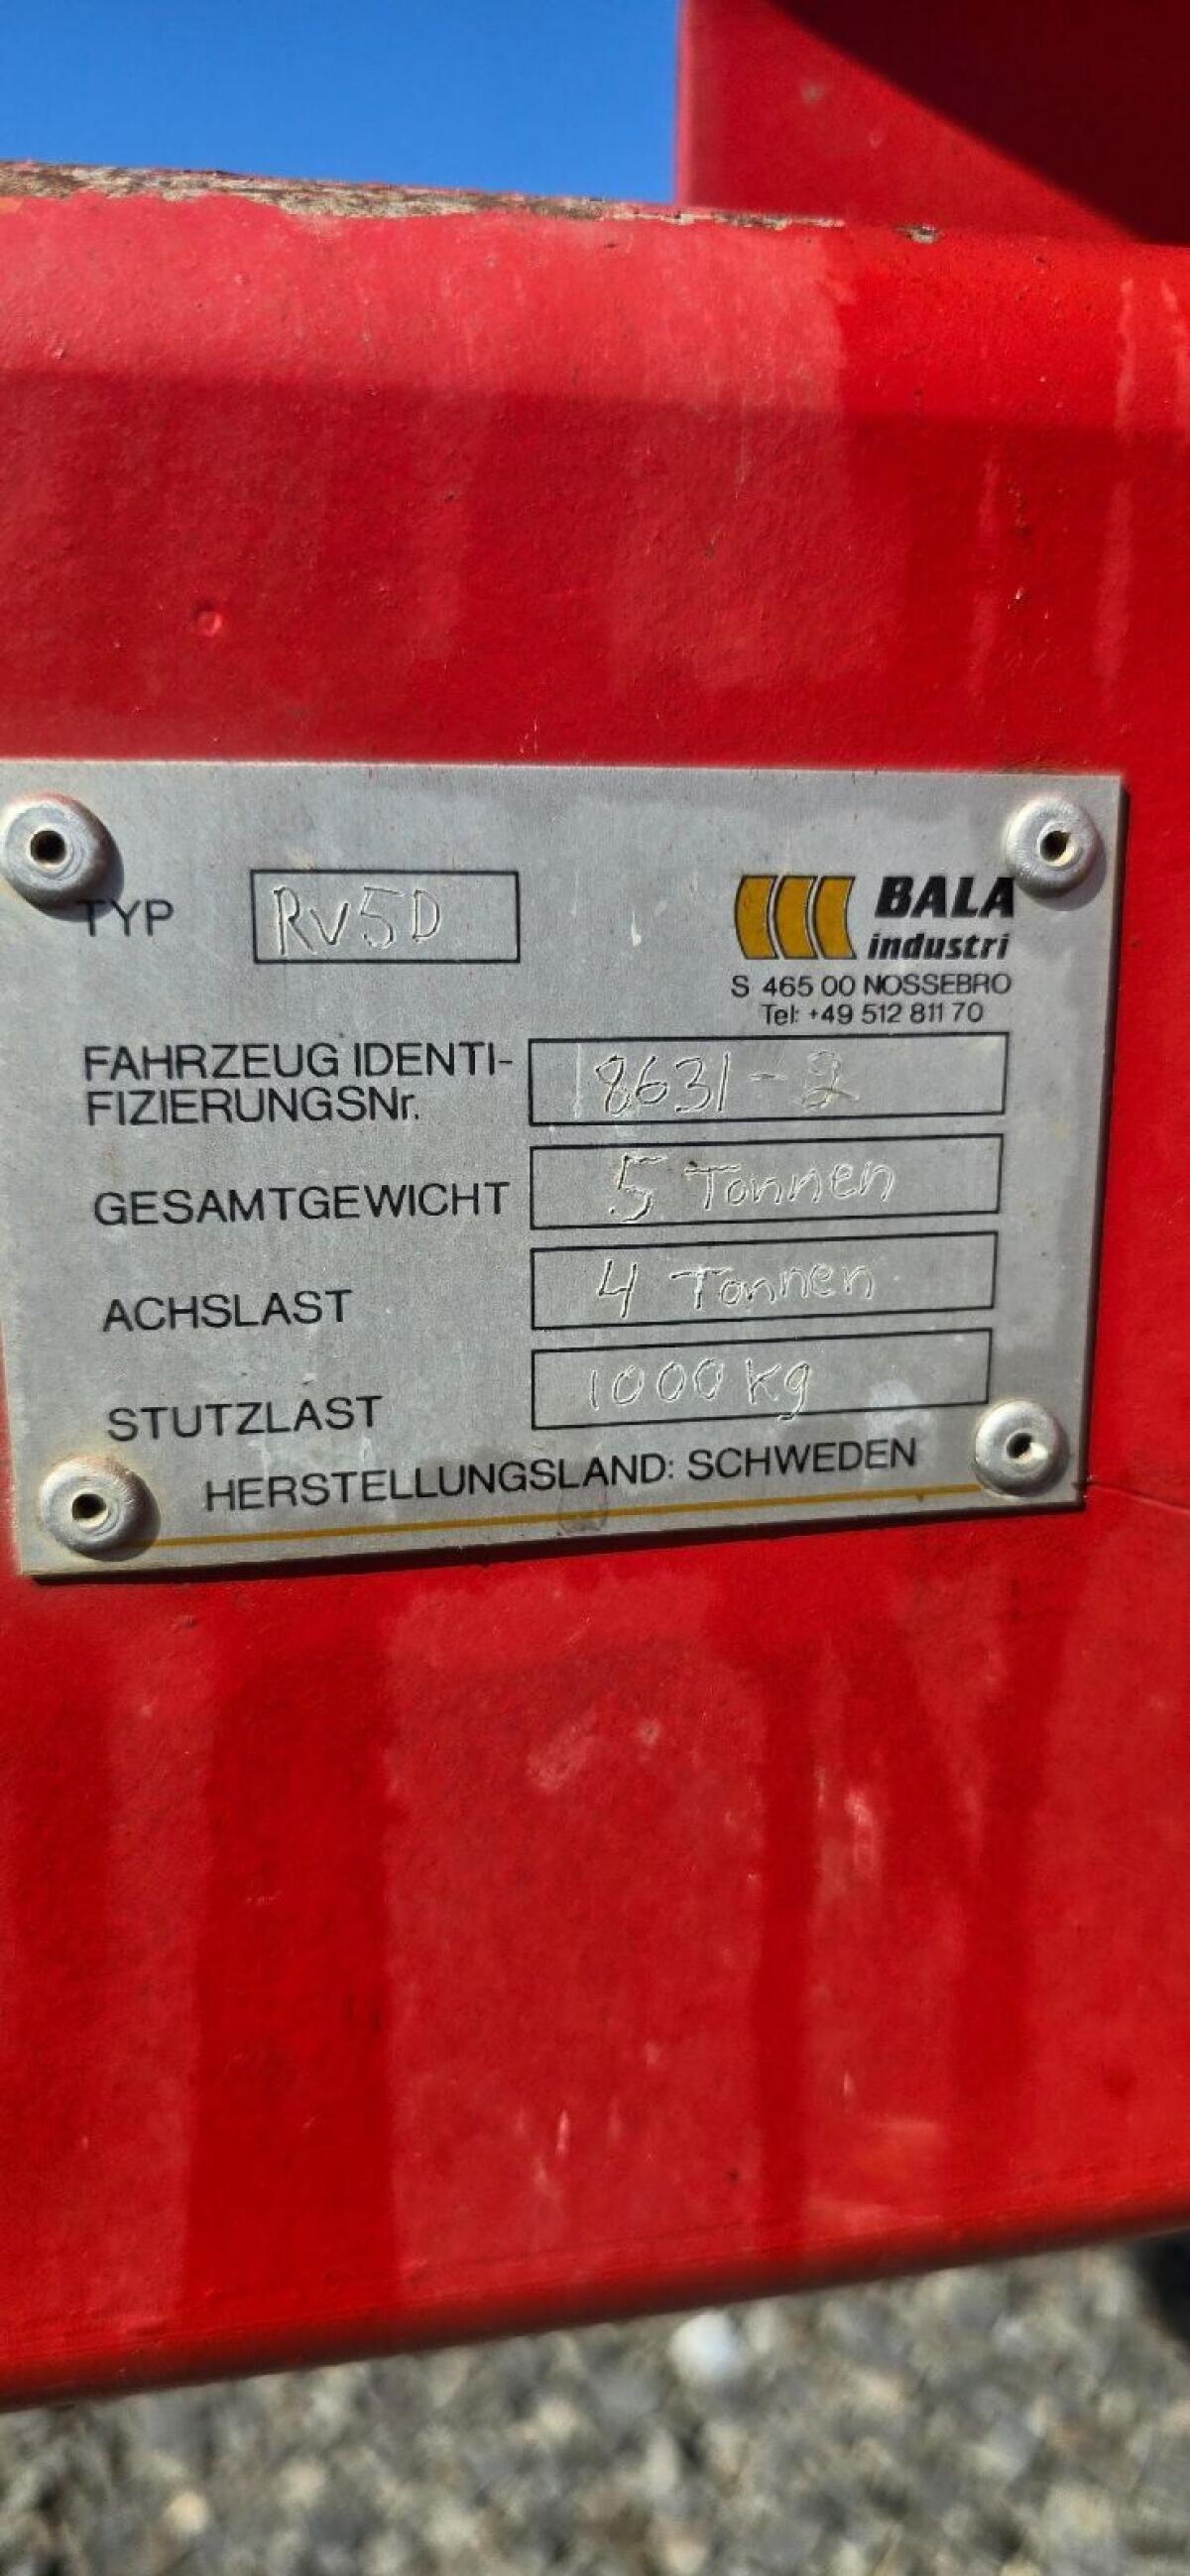 TYP RV5D
BALA
industri
S 465 00 NOSSEBRO
Tel: +49 512 811 70
FAHRZEUG IDENTI-
FIZIERUNGSNr. 18631-2
GESAMTGEWICHT 5 Tonnen
ACHSLAST 4 Tonnen
STUTZLAST 1000 kg
HERSTELLUNGSLAND: SCHWEDEN